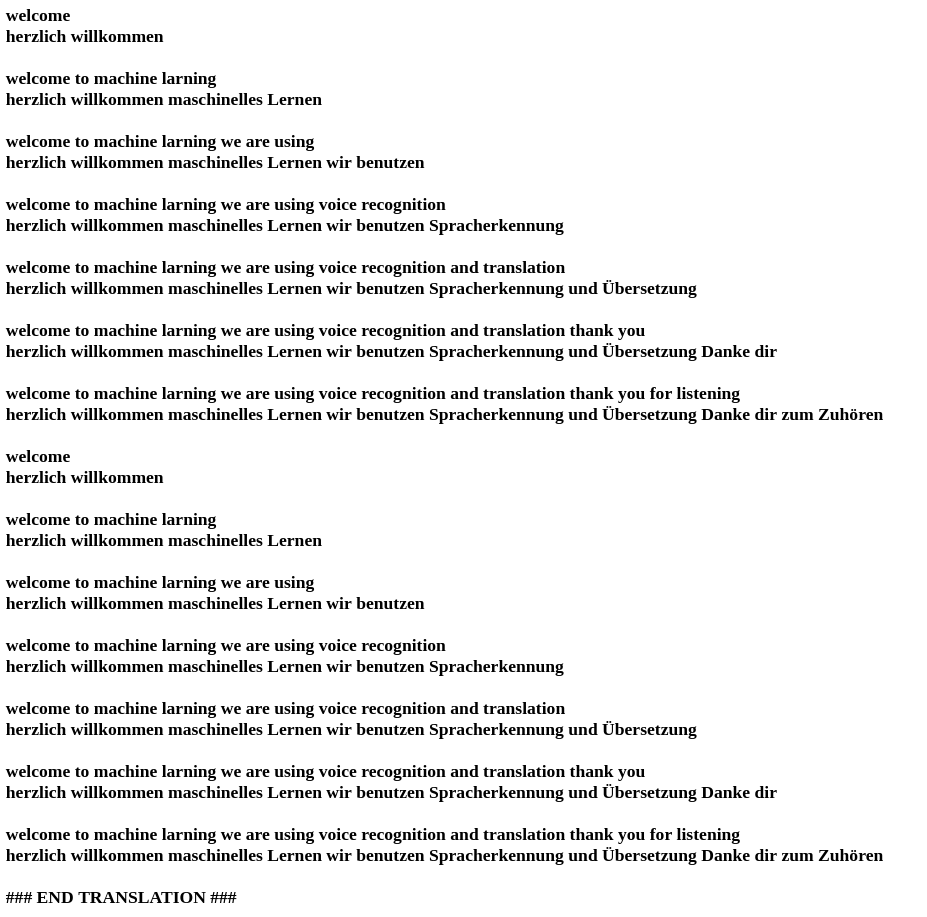 welcome
herzlich willkommen
welcome to machine larning
herzlich willkommen maschinelles Lernen
welcome to machine larning we are using
herzlich willkommen maschinelles Lernen wir benutzen
welcome to machine larning we are using voice recognition
herzlich willkommen maschinelles Lernen wir benutzen Spracherkennung
welcome to machine larning we are using voice recognition and translation
herzlich willkommen maschinelles Lernen wir benutzen Spracherkennung und Übersetzung
welcome to machine larning we are using voice recognition and translation thank you
herzlich willkommen maschinelles Lernen wir benutzen Spracherkennung und Übersetzung Danke dir
welcome to machine larning we are using voice recognition and translation thank you for listening
herzlich willkommen maschinelles Lernen wir benutzen Spracherkennung und Übersetzung Danke dir zum Zuhören
welcome
herzlich willkommen
welcome to machine larning
herzlich willkommen maschinelles Lernen
welcome to machine larning we are using
herzlich willkommen maschinelles Lernen wir benutzen
welcome to machine larning we are using voice recognition
herzlich willkommen maschinelles Lernen wir benutzen Spracherkennung
welcome to machine larning we are using voice recognition and translation
herzlich willkommen maschinelles Lernen wir benutzen Spracherkennung und Übersetzung
welcome to machine larning we are using voice recognition and translation thank you
herzlich willkommen maschinelles Lernen wir benutzen Spracherkennung und Übersetzung Danke dir
welcome to machine larning we are using voice recognition and translation thank you for listening
herzlich willkommen maschinelles Lernen wir benutzen Spracherkennung und Übersetzung Danke dir zum Zuhören
### END TRANSLATION ###